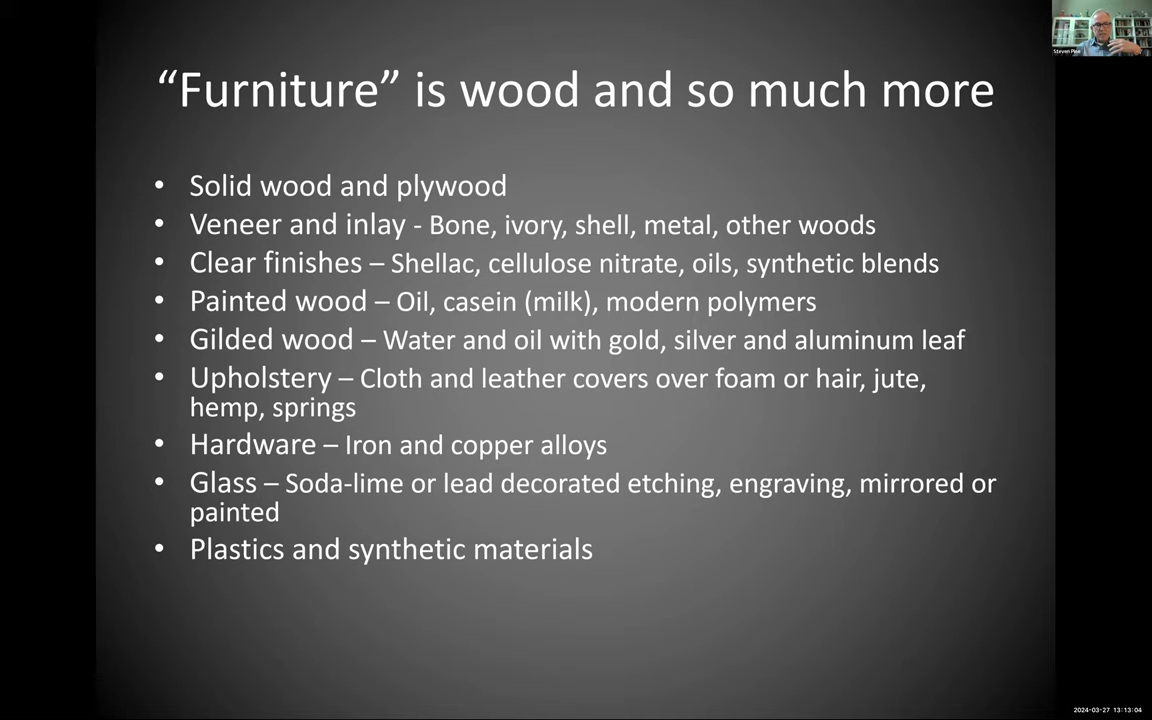 “Furniture” is wood and so much more
• Solid wood and plywood
• Veneer and inlay - Bone, ivory, shell, metal, other woods
• Clear finishes – Shellac, cellulose nitrate, oils, synthetic blends
• Painted wood – Oil, casein (milk), modern polymers
• Gilded wood – Water and oil with gold, silver and aluminum leaf
• Upholstery – Cloth and leather covers over foam or hair, jute,
hemp, springs
• Hardware – Iron and copper alloys
• Glass – Soda-lime or lead decorated etching, engraving, mirrored or
painted
• Plastics and synthetic materials
Steven Pine
2024-03-27 13:13:04